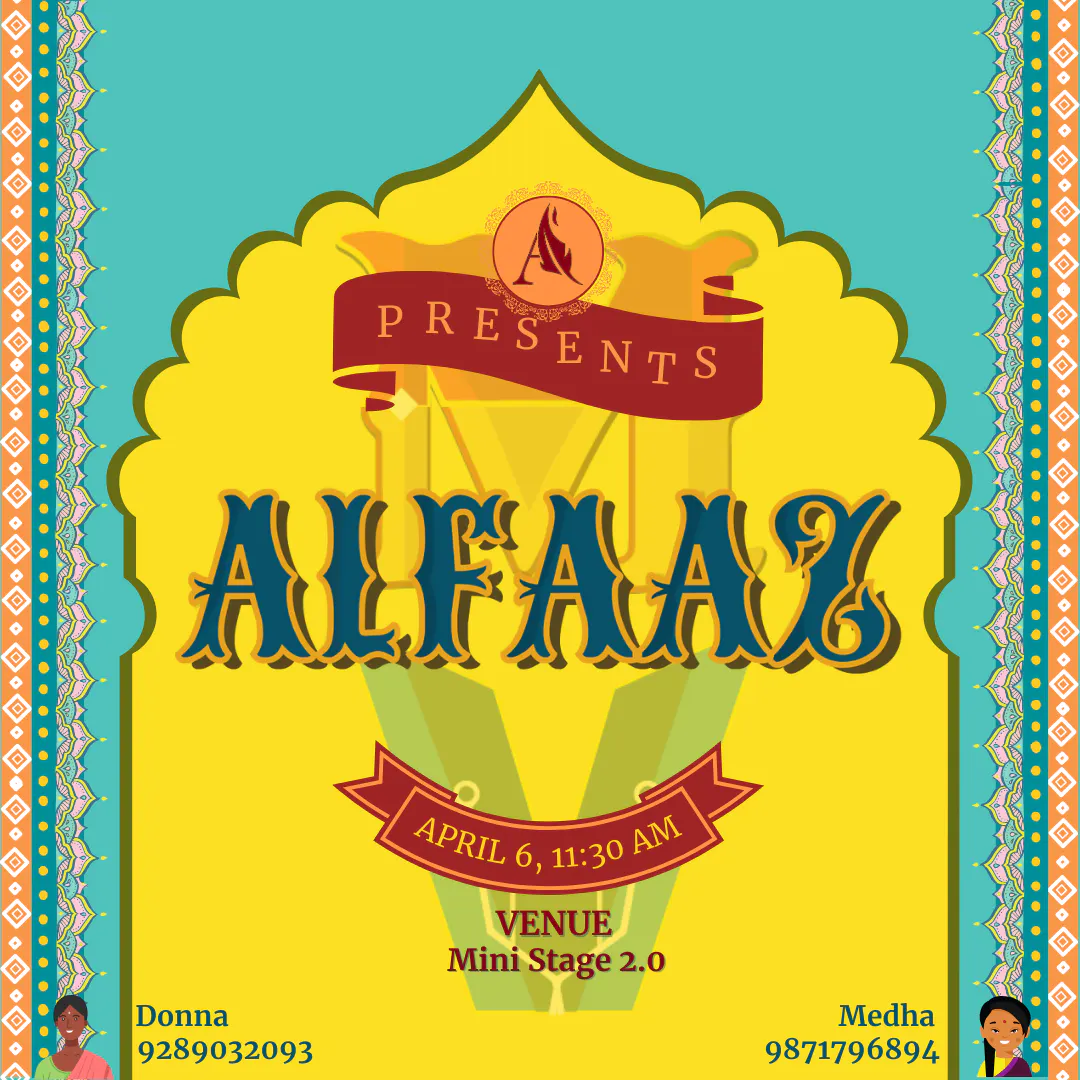 A
PRESENTS
ALFAAZ
APRIL 6, 11:30 AM
VENUE
Mini Stage 2.0
Donna
9289032093
Medha
9871796894